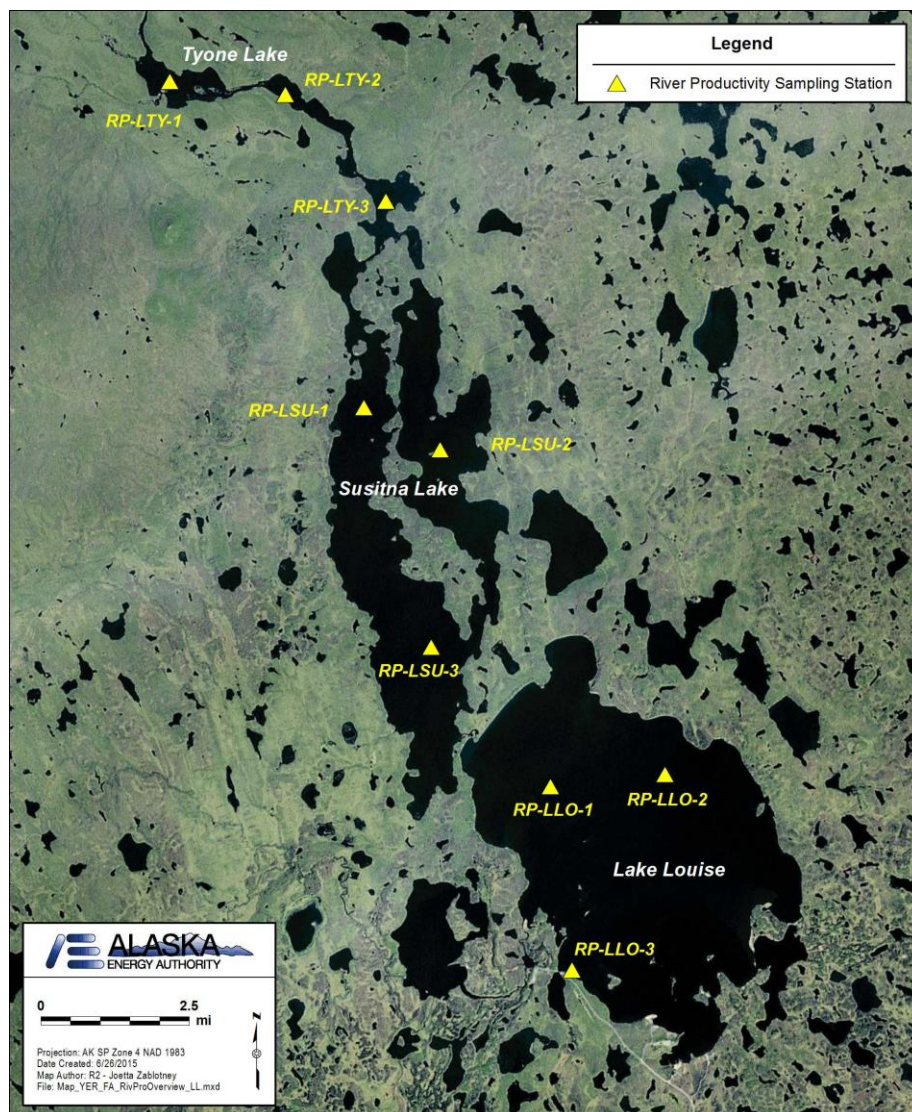 Tyone Lake
RP-LTY-2
RP-LTY-1
RP-LTY-3
Legend
River Productivity Sampling Station
RP-LSU-1
RP-LSU-2
Susitna Lake
RP-LSU-3
RP-LLO-1
RP-LLO-2
Lake Louise
RP-LLO-3
ALASKA
ENERGY AUTHORITY
0 2.5
mi
N
Projection: AK SP Zone 4 NAD 1983
Date Created: 6/26/2015
Map Author: R2 - Joetta Zablotney
File: Map_YER_FA_RivProOverview_LL.mxd